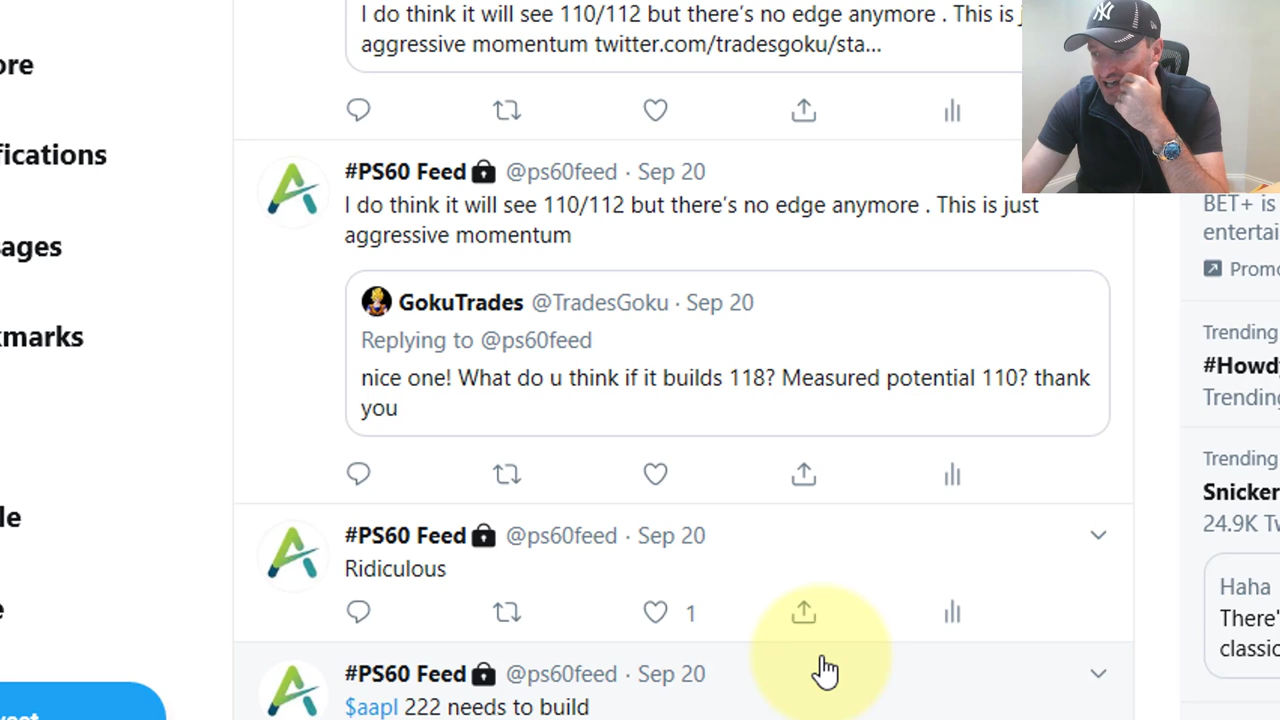 I do think it will see 110/112 but there's no edge anymore . This is
aggressive momentum twitter.com/tradesgoku/sta...
ore
fications
sages
kmarks
le
e
#PS60 Feed @ps60feed · Sep 20
I do think it will see 110/112 but there's no edge anymore . This is just
aggressive momentum
GokuTrades @TradesGoku · Sep 20
Replying to @ps60feed
nice one! What do u think if it builds 118? Measured potential 110? thank
you
#PS60 Feed @ps60feed · Sep 20
Ridiculous
1
#PS60 Feed @ps60feed · Sep 20
$aapl 222 needs to build
BET+ is
entertai
Promo
Trending
#Howdy
Trending
Trending
Snicker
24.9K Tw
Haha
There'
classic